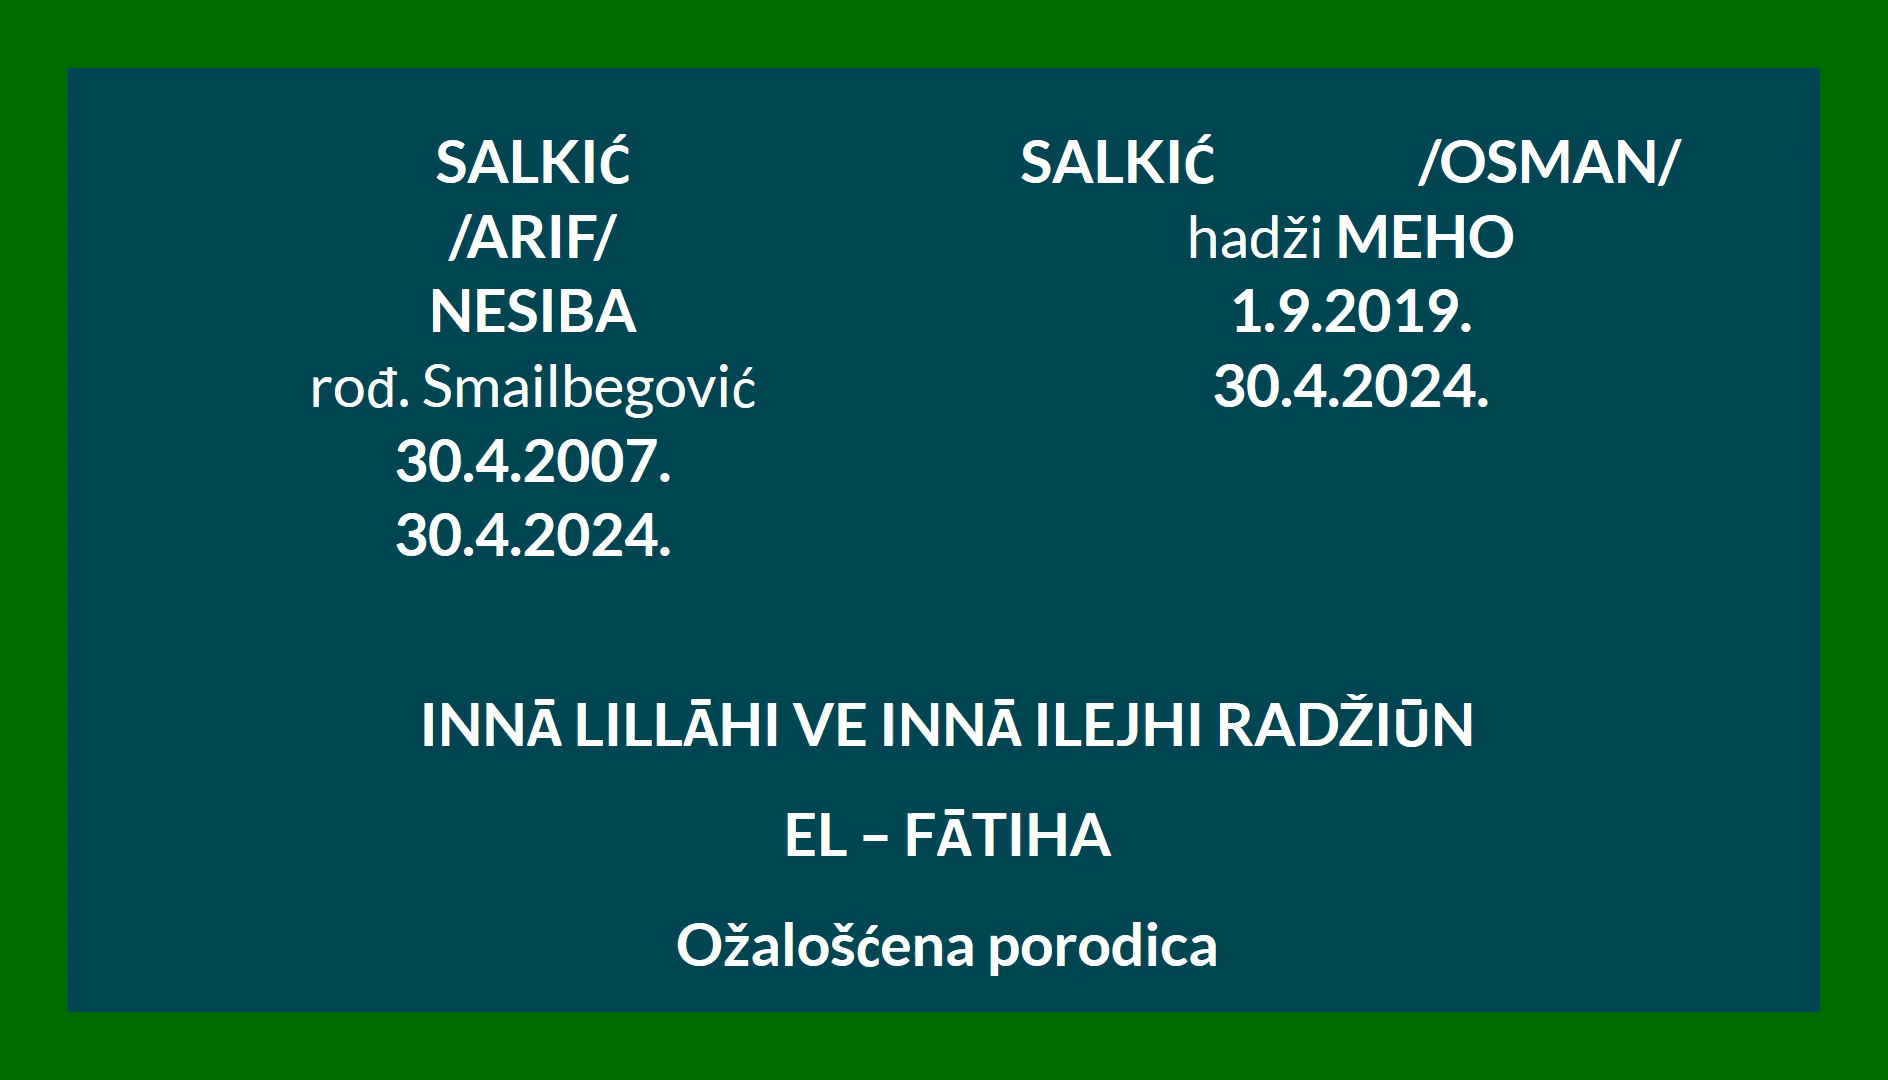 SALKIĆ
/ARIF/
NESIBA
rođ. Smailbegović
30.4.2007.
30.4.2024.
SALKIĆ /OSMAN/
hadži MEHO
1.9.2019.
30.4.2024.
INNĀ LILLĀHI VE INNĀ ILEJHI RADŽIŪN
EL – FĀTIHA
Ožalošćena porodica